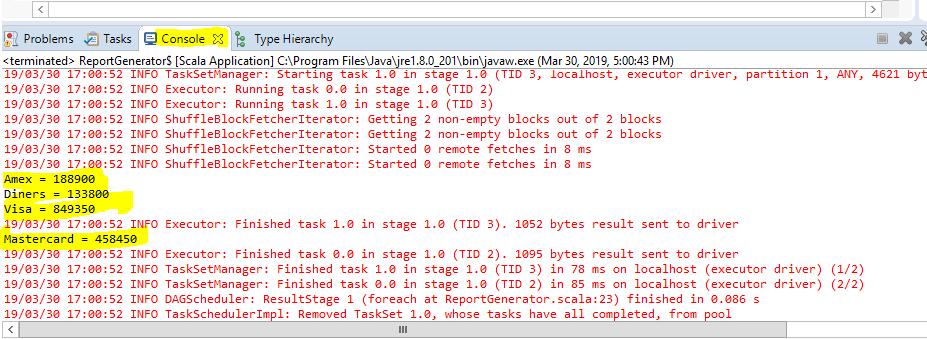 Problems Tasks Console Type Hierarchy
<terminated> ReportGenerator$ [Scala Application] C:\Program Files\Java\jre1.8.0_201\bin\javaw.exe (Mar 30, 2019, 5:00:43 PM)
19/03/30 17:00:52 INFO TaskSetManager: Starting task 1.0 in stage 1.0 (TID 3, localhost, executor driver, partition 1, ANY, 4621 byt
19/03/30 17:00:52 INFO Executor: Running task 0.0 in stage 1.0 (TID 2)
19/03/30 17:00:52 INFO Executor: Running task 1.0 in stage 1.0 (TID 3)
19/03/30 17:00:52 INFO ShuffleBlockFetcherIterator: Getting 2 non-empty blocks out of 2 blocks
19/03/30 17:00:52 INFO ShuffleBlockFetcherIterator: Getting 2 non-empty blocks out of 2 blocks
19/03/30 17:00:52 INFO ShuffleBlockFetcherIterator: Started 0 remote fetches in 8 ms
19/03/30 17:00:52 INFO ShuffleBlockFetcherIterator: Started 0 remote fetches in 8 ms
Amex = 188900
Diners = 133800
Visa = 849350
19/03/30 17:00:52 INFO Executor: Finished task 1.0 in stage 1.0 (TID 3). 1052 bytes result sent to driver
Mastercard = 458450
19/03/30 17:00:52 INFO Executor: Finished task 0.0 in stage 1.0 (TID 2). 1095 bytes result sent to driver
19/03/30 17:00:52 INFO TaskSetManager: Finished task 1.0 in stage 1.0 (TID 3) in 78 ms on localhost (executor driver) (1/2)
19/03/30 17:00:52 INFO TaskSetManager: Finished task 0.0 in stage 1.0 (TID 2) in 85 ms on localhost (executor driver) (2/2)
19/03/30 17:00:52 INFO DAGScheduler: ResultStage 1 (foreach at ReportGenerator.scala:23) finished in 0.086 s
19/03/30 17:00:52 INFO TaskSchedulerImpl: Removed TaskSet 1.0, whose tasks have all completed, from pool